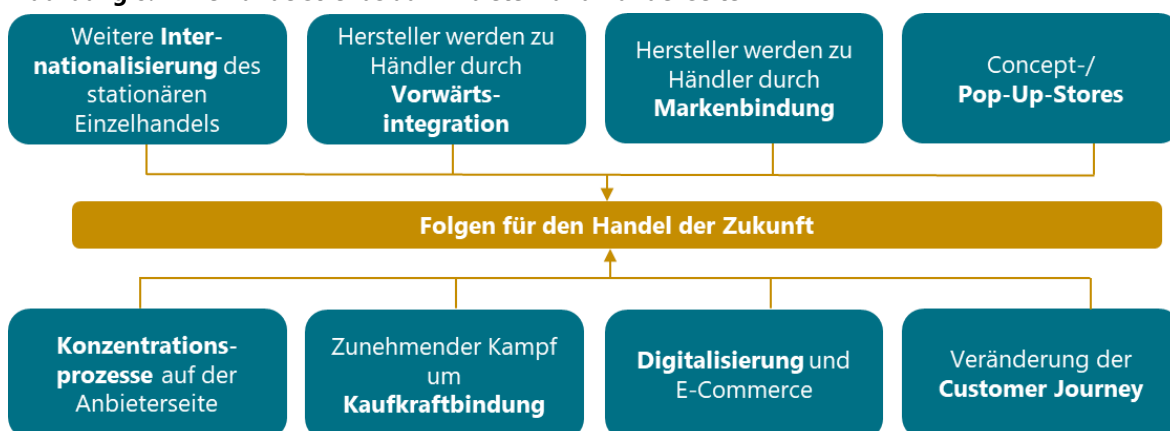 Weitere Inter-
nationalisierung des
stationären
Einzelhandels
Hersteller werden zu
Händler durch
Vorwärts-
integration
Hersteller werden zu
Händler durch
Markenbindung
Concept-/
Pop-Up-Stores
Folgen für den Handel der Zukunft
Konzentrations-
prozesse auf der
Anbieterseite
Zunehmender Kampf
um
Kaufkraftbindung
Digitalisierung und
E-Commerce
Veränderung der
Customer Journey